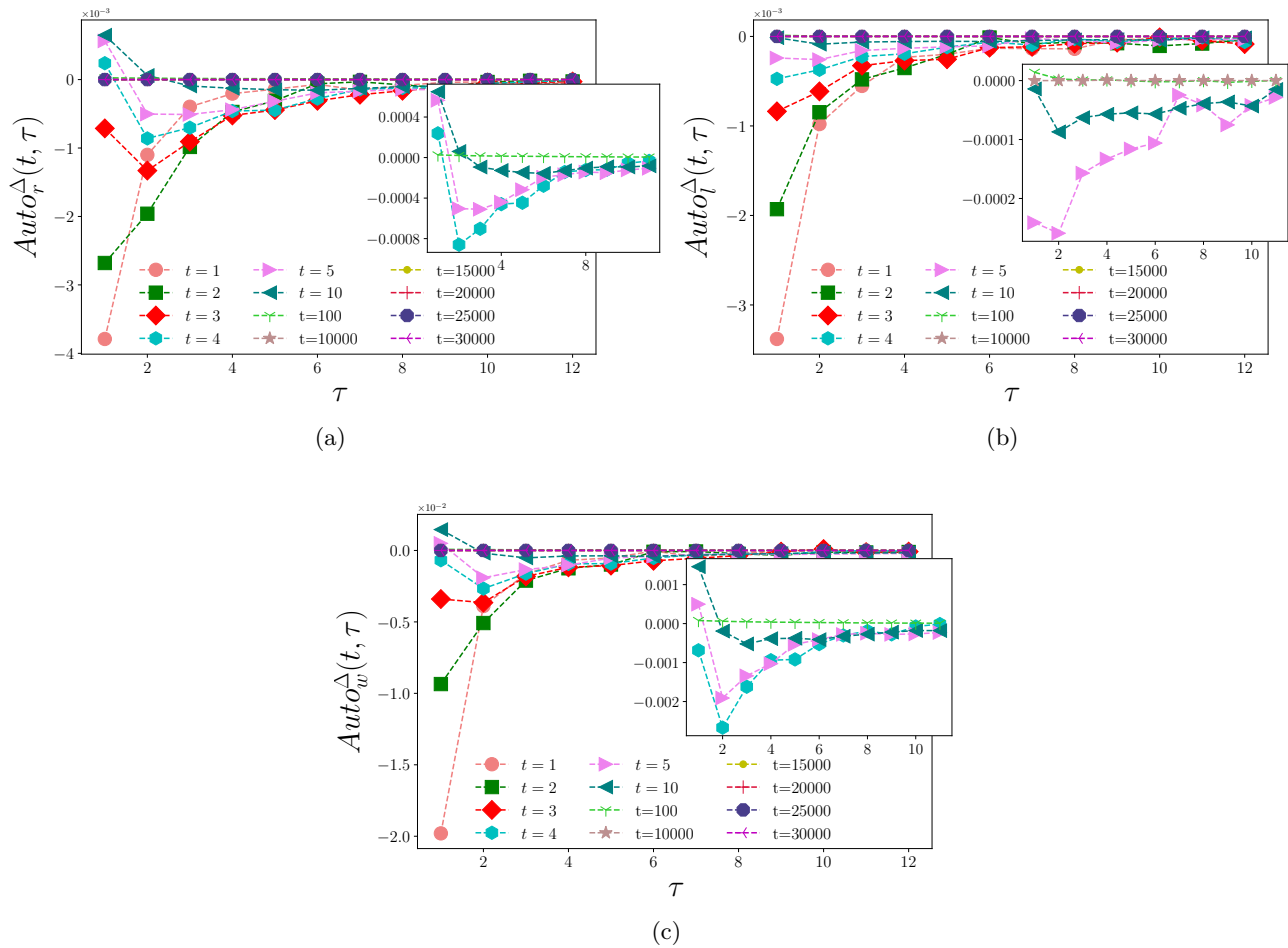 ×10⁻³
0
−1
−2
−3
−4
2
4
6
8
10
12
τ
Auto_r^Δ(t, τ)
t = 1
t = 2
t = 3
t = 4
t = 5
t = 10
t=100
t=10000
t=15000
t=20000
t=25000
t=30000
0.0004
0.0000
−0.0004
−0.0008
4
8
(a)
×10⁻³
0
−1
−2
−3
2
4
6
8
10
12
τ
Auto_l^Δ(t, τ)
t = 1
t = 2
t = 3
t = 4
t = 5
t = 10
t=100
t=10000
t=15000
t=20000
t=25000
t=30000
0.0000
−0.0001
−0.0002
2
4
6
8
10
(b)
×10⁻²
0.0
−0.5
−1.0
−1.5
−2.0
2
4
6
8
10
12
τ
Auto_w^Δ(t, τ)
t = 1
t = 2
t = 3
t = 4
t = 5
t = 10
t=100
t=10000
t=15000
t=20000
t=25000
t=30000
0.001
0.000
−0.001
−0.002
2
4
6
8
10
(c)